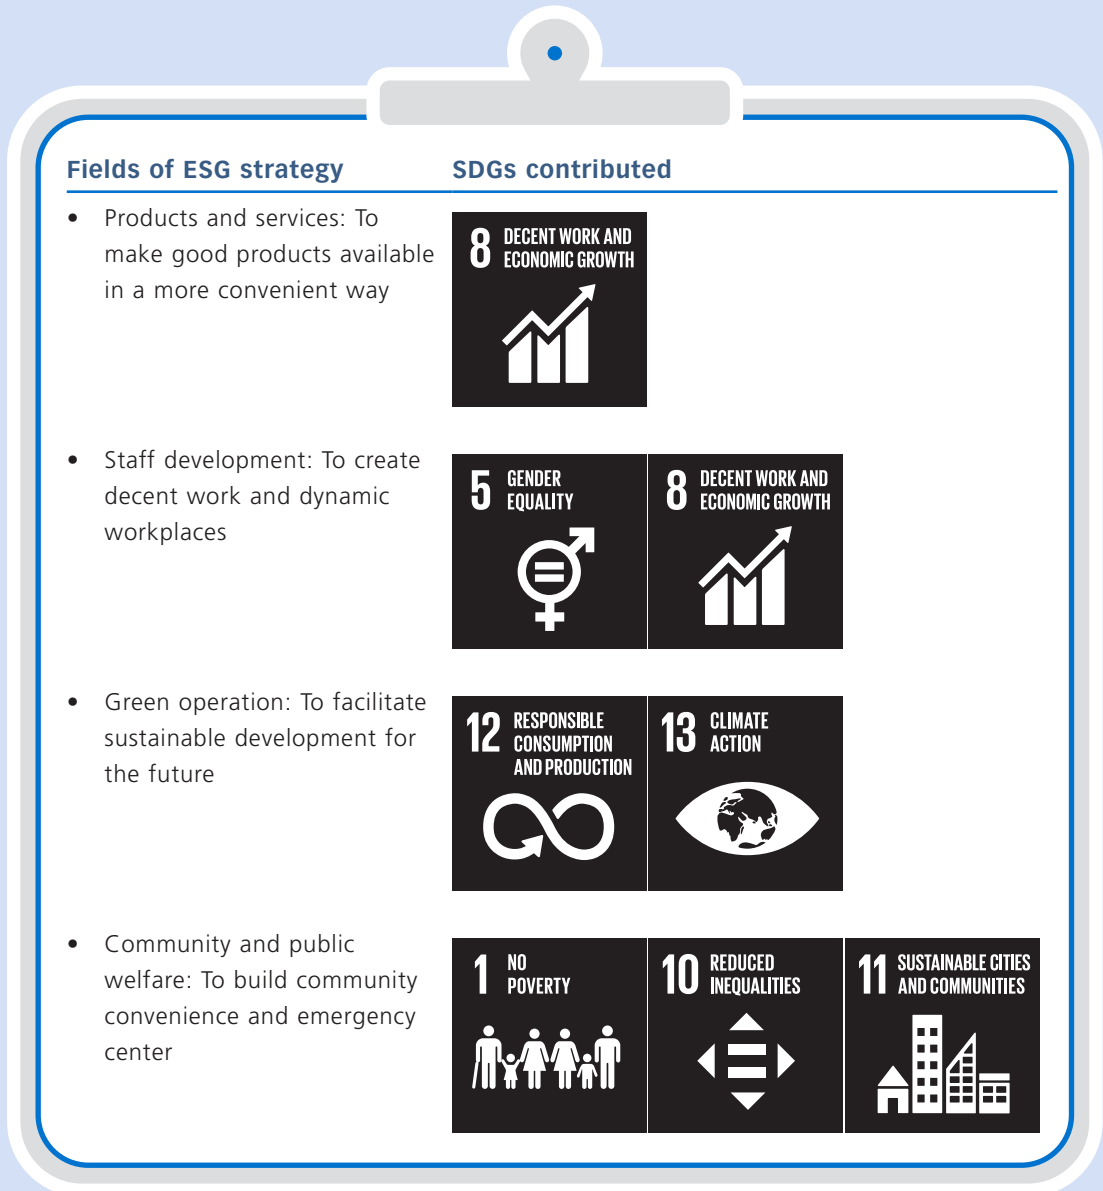 Fields of ESG strategy
SDGs contributed
• Products and services: To
make good products available
in a more convenient way
8 DECENT WORK AND
ECONOMIC GROWTH
• Staff development: To create
decent work and dynamic
workplaces
5 GENDER
EQUALITY
8 DECENT WORK AND
ECONOMIC GROWTH
• Green operation: To facilitate
sustainable development for
the future
12 RESPONSIBLE
CONSUMPTION
AND PRODUCTION
13 CLIMATE
ACTION
• Community and public
welfare: To build community
convenience and emergency
center
1 NO
POVERTY
10 REDUCED
INEQUALITIES
11 SUSTAINABLE CITIES
AND COMMUNITIES